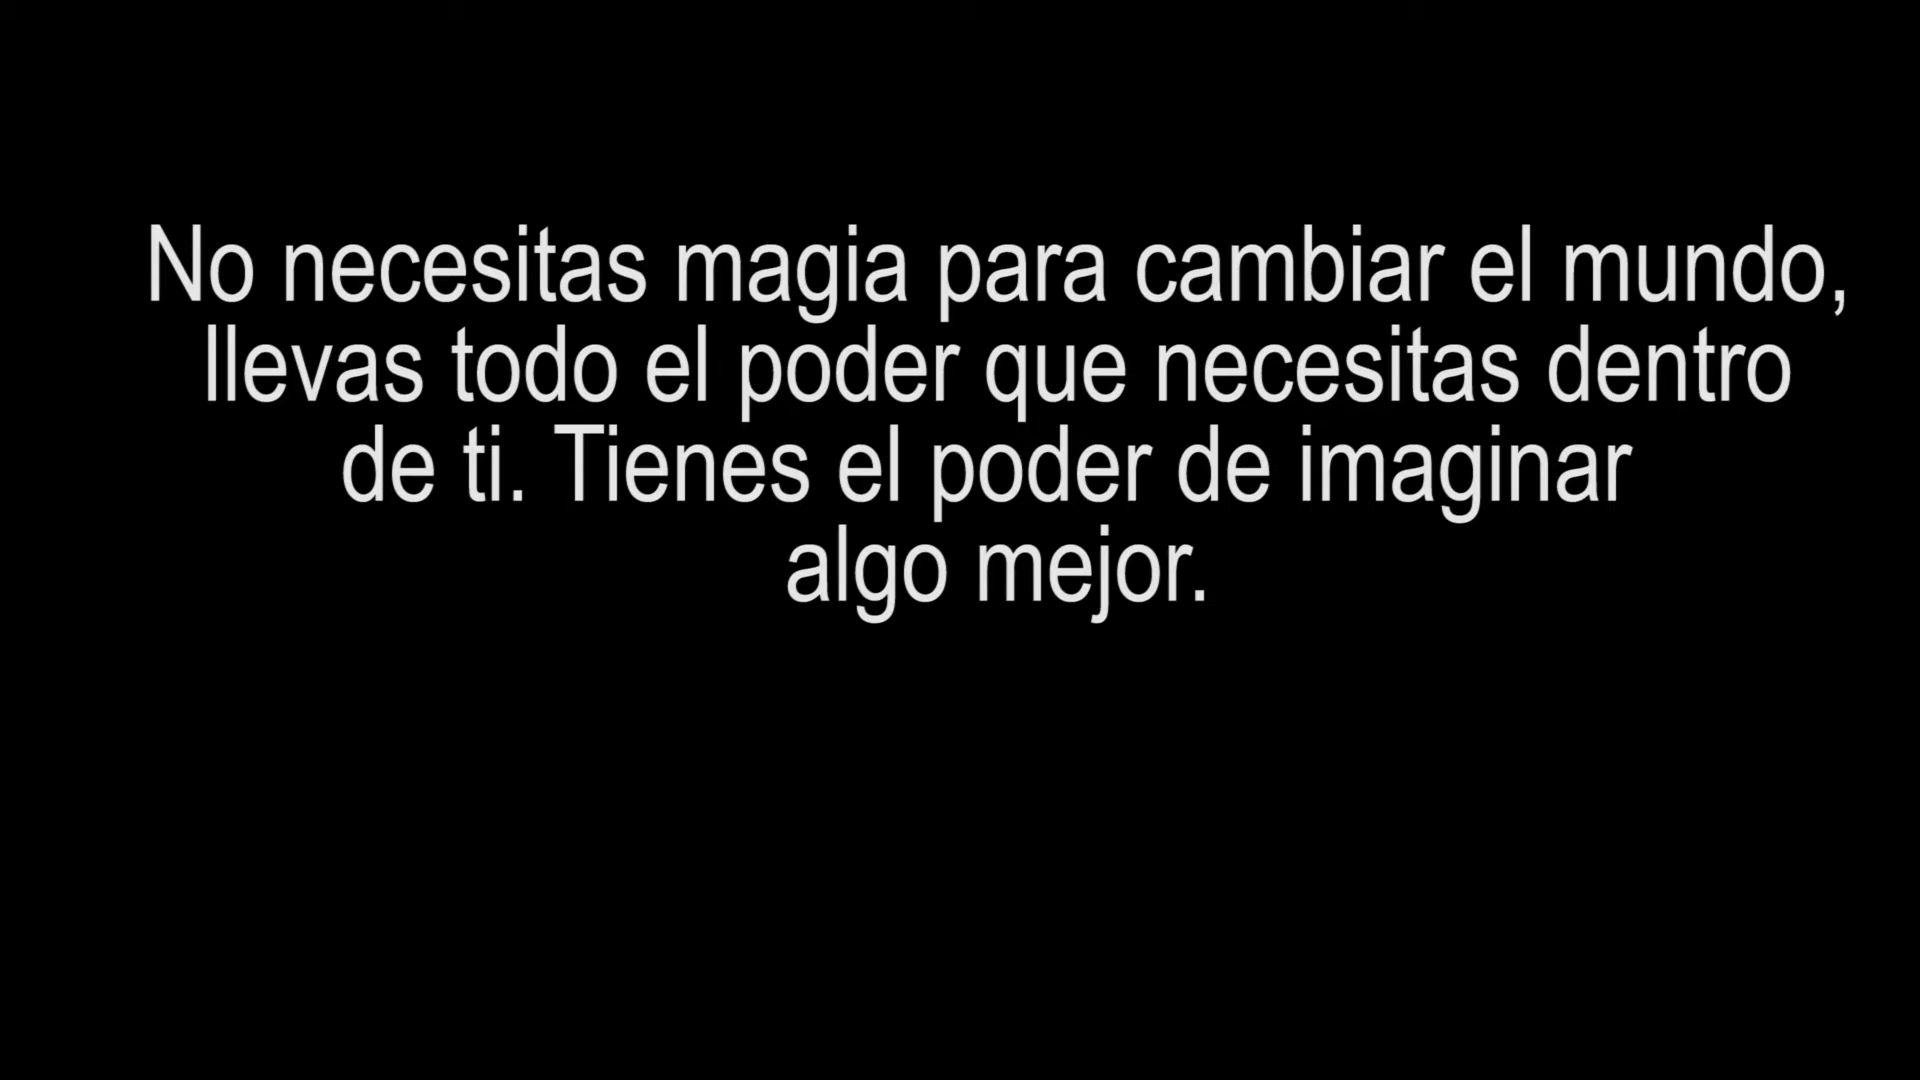 No necesitas magia para cambiar el mundo,
llevas todo el poder que necesitas dentro
de ti. Tienes el poder de imaginar
algo mejor.